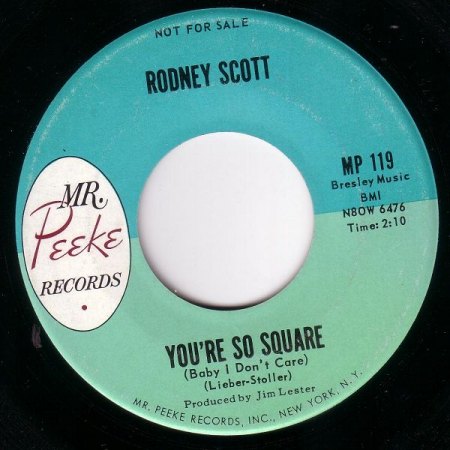 NOT FOR SALE
RODNEY SCOTT
MP 119
Bresley Music
BMI
N8OW 6476
Time: 2:10
MR.
Peeke
RECORDS
YOU'RE SO SQUARE
(Baby I Don't Care)
(Lieber-Stoller)
Produced by Jim Lester
MR. PEEKE RECORDS, INC., NEW YORK, N.Y.